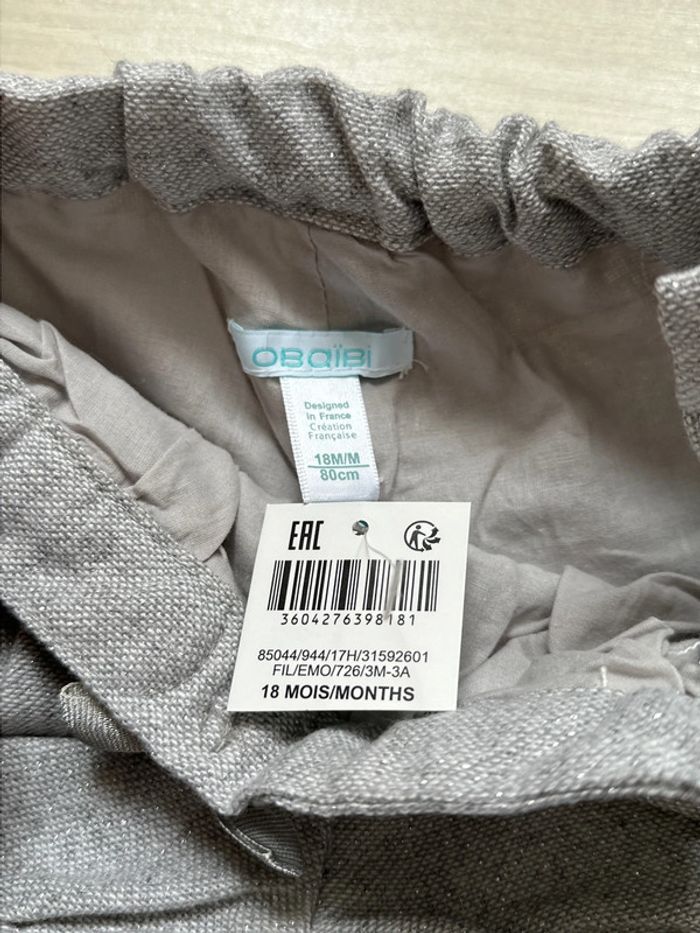 OBAÏBI
Designed
in France
Création
Française
18M/M
80cm
EAC
3604276398181
85044/944/17H/31592601
FIL/EMO/726/3M-3A
18 MOIS/MONTHS